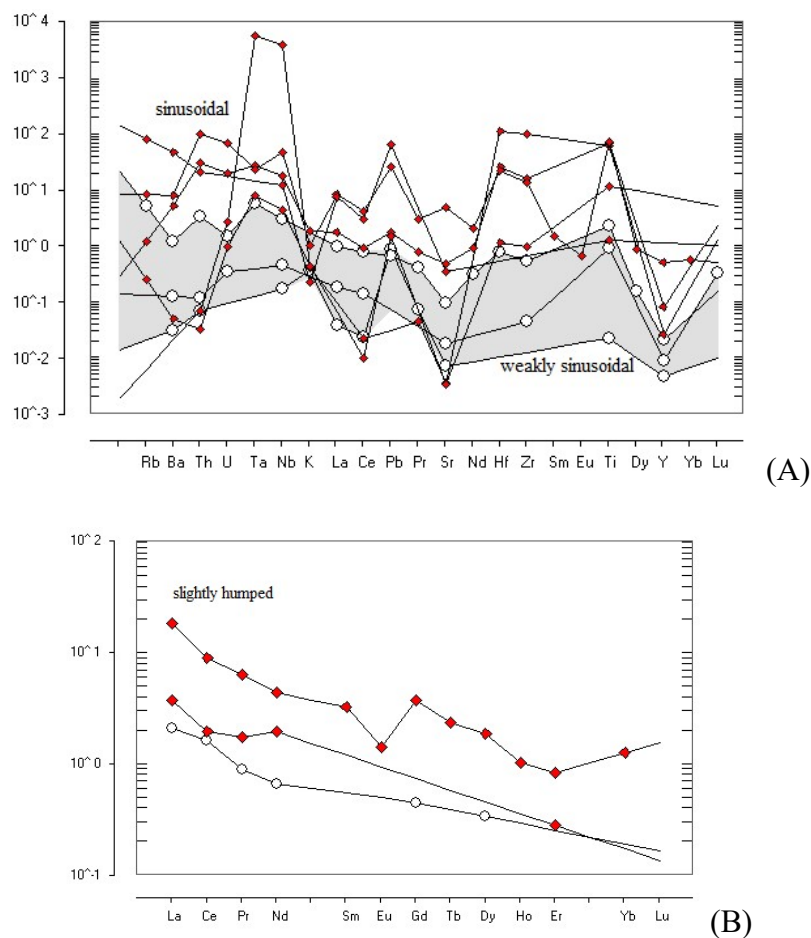 10^ 4
10^ 3
10^ 2
10^ 1
10^ 0
10^-1
10^-2
10^-3
sinusoidal
weakly sinusoidal
Rb Ba Th U Ta Nb K La Ce Pb Pr Sr Nd Hf Zr Sm Eu Ti Dy Y Yb Lu
(A)
10^ 2
10^ 1
10^ 0
10^-1
slightly humped
La Ce Pr Nd Sm Eu Gd Tb Dy Ho Er Yb Lu
(B)